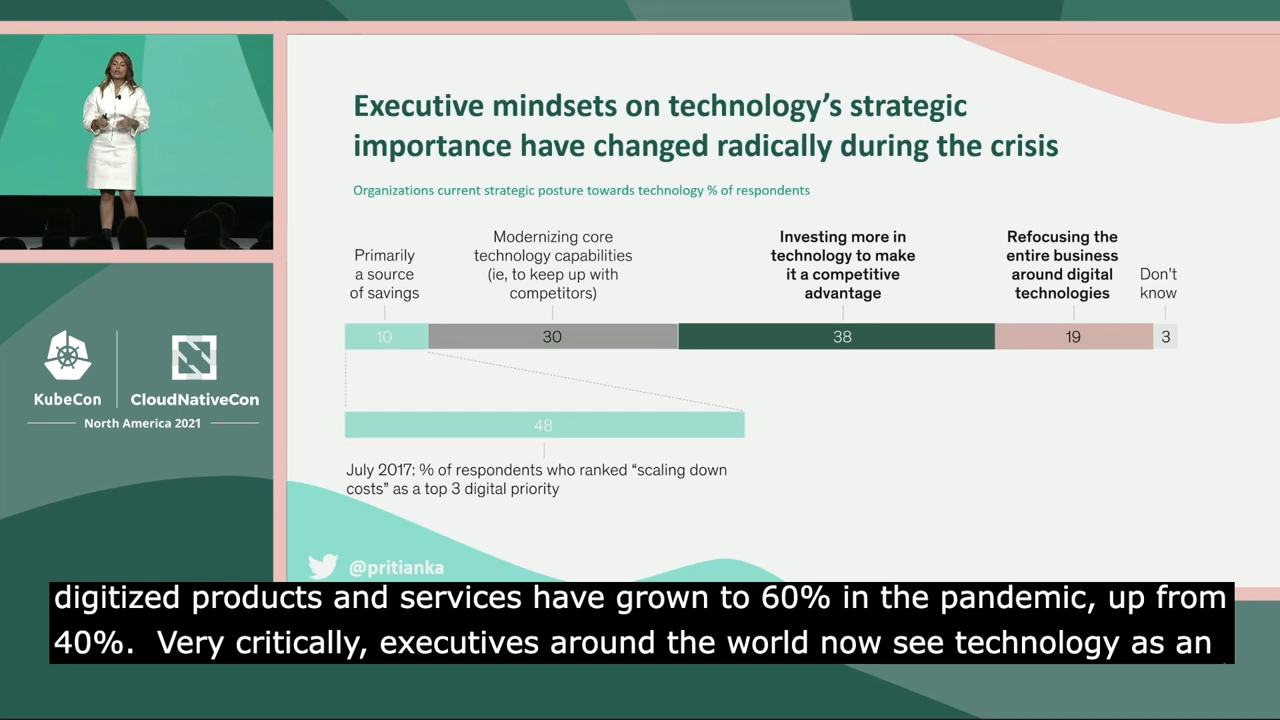 Executive mindsets on technology's strategic
importance have changed radically during the crisis
Organizations current strategic posture towards technology % of respondents
Primarily
a source
of savings
Modernizing core
technology capabilities
(ie, to keep up with
competitors)
Investing more in
technology to make
it a competitive
advantage
Refocusing the
entire business
around digital
technologies
Don't
know
10
30
38
19
3
48
July 2017: % of respondents who ranked “scaling down
costs” as a top 3 digital priority
@pritianka
KubeCon
CloudNativeCon
North America 2021
digitized products and services have grown to 60% in the pandemic, up from
40%. Very critically, executives around the world now see technology as an